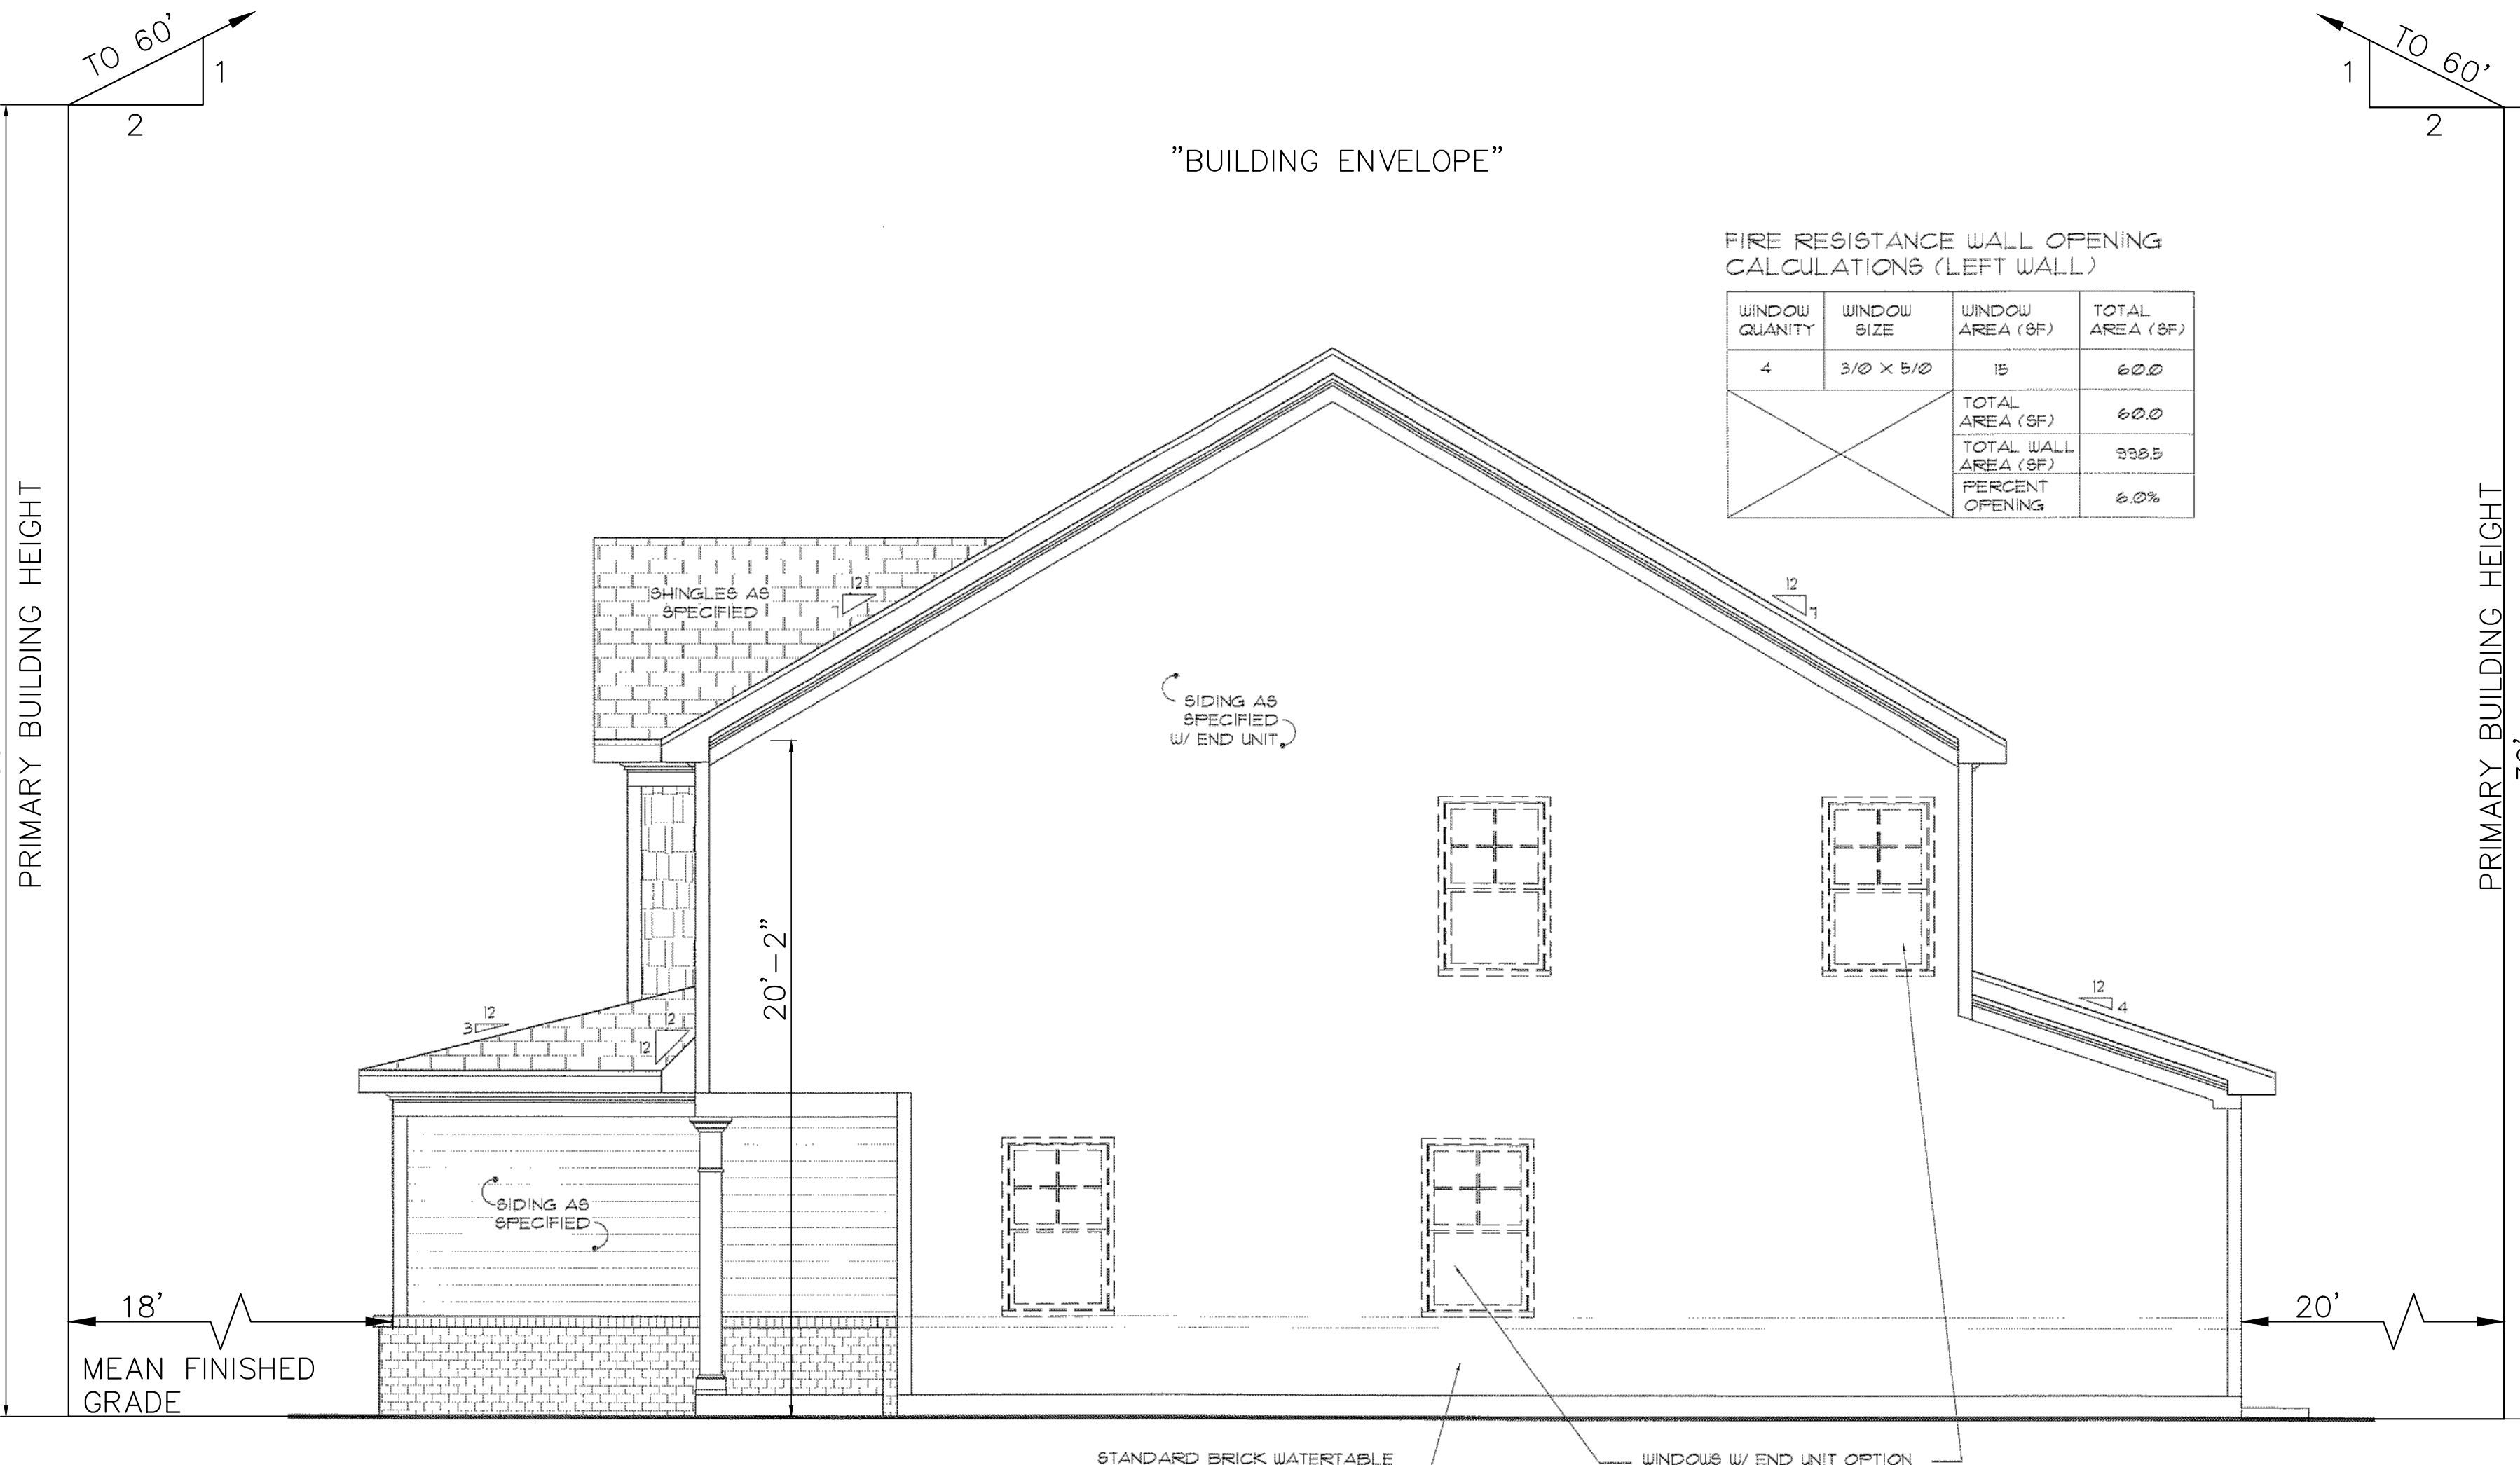 TO 60'
1
2
TO 60'
1
2
"BUILDING ENVELOPE"
FIRE RESISTANCE WALL OPENING
CALCULATIONS (LEFT WALL)
WINDOW QUANITY
WINDOW SIZE
WINDOW AREA (SF)
TOTAL AREA (SF)
4
3/0 X 5/0
15
60.0
TOTAL AREA (SF)
60.0
TOTAL WALL AREA (SF)
998.5
PERCENT OPENING
6.0%
PRIMARY BUILDING HEIGHT
PRIMARY BUILDING HEIGHT
SHINGLES AS
SPECIFIED
12
7
12
7
SIDING AS
SPECIFIED
W/ END UNIT
20'-2"
12
3
12
12
12
4
SIDING AS
SPECIFIED
18'
20'
MEAN FINISHED
GRADE
STANDARD BRICK WATERTABLE
WINDOWS W/ END UNIT OPTION